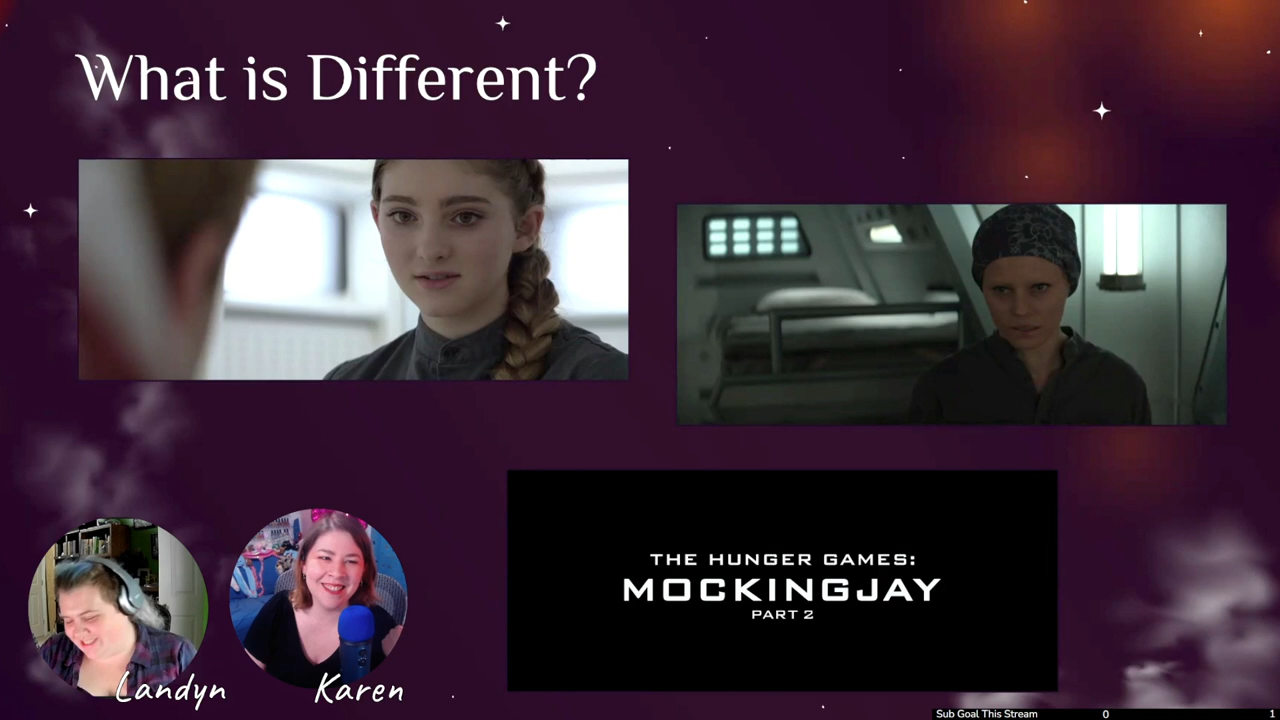 What is Different?
THE HUNGER GAMES:
MOCKINGJAY
PART 2
Landyn
Karen
Sub Goal This Stream 0 1